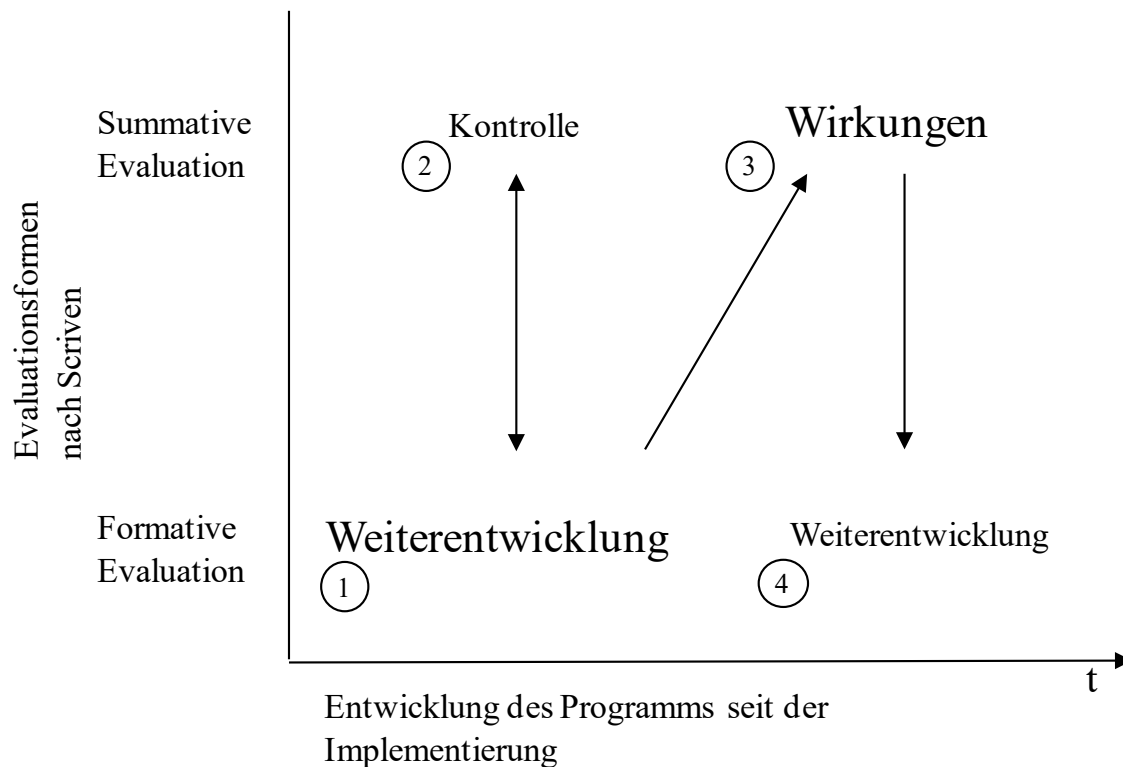 Evaluationsformen
nach Scriven
Summative
Evaluation
Kontrolle
2
Wirkungen
3
Formative
Evaluation
Weiterentwicklung
1
Weiterentwicklung
4
t
Entwicklung des Programms seit der
Implementierung